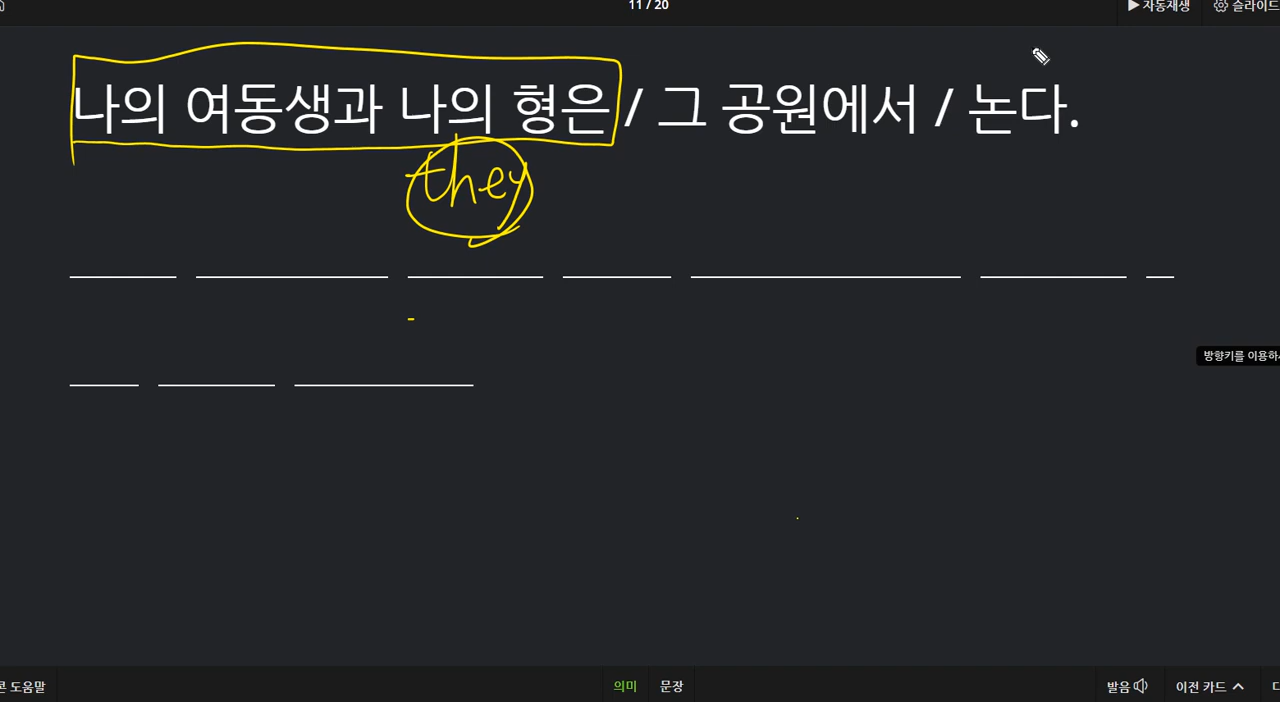 11 / 20 ▶ 자동재생 슬라이드
나의 여동생과 나의 형은 / 그 공원에서 / 논다.
they
방향키를 이용하
도움말 의미 문장 발음 이전 카드